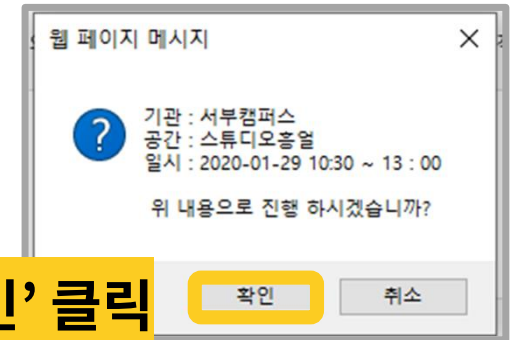 웹 페이지 메시지
기관 : 서부캠퍼스
공간 : 스튜디오흥얼
일시 : 2020-01-29 10:30 ~ 13 : 00
위 내용으로 진행 하시겠습니까?
확인 취소
’ 클릭